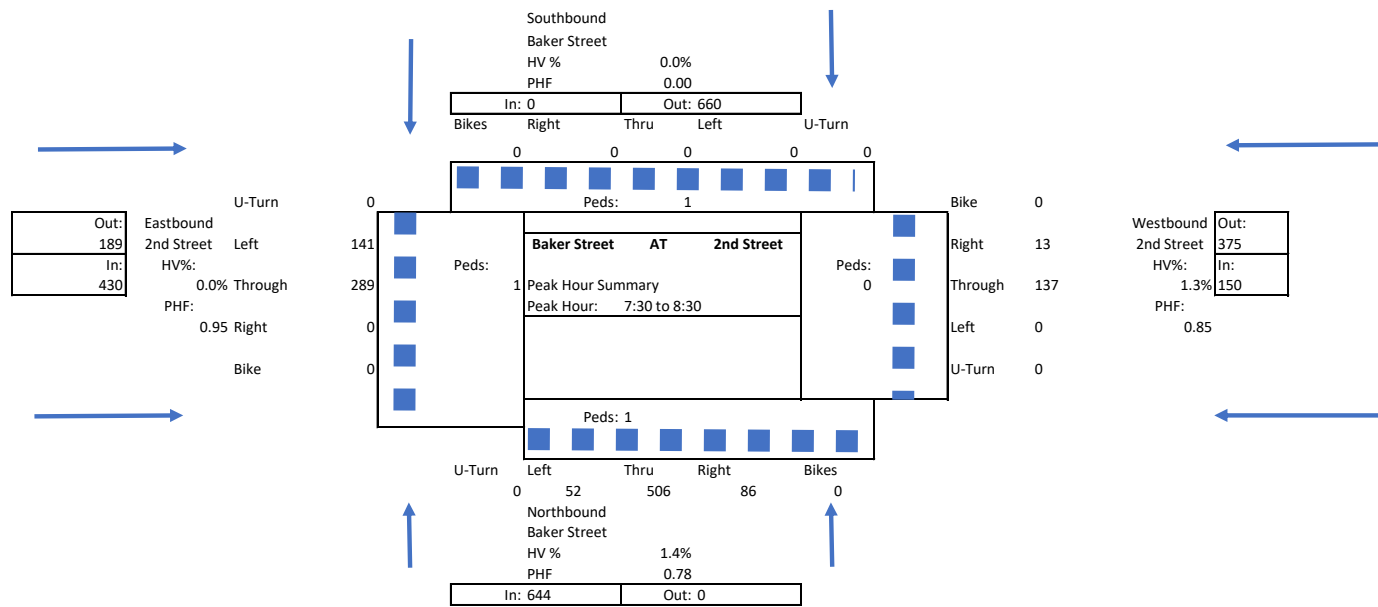 Southbound
Baker Street
HV % 0.0%
PHF 0.00
In: 0 Out: 660
Bikes Right Thru Left U-Turn
0 0 0 0 0
U-Turn 0 Peds: 1 Bike 0
Out: Eastbound Westbound Out:
189 2nd Street Left 141 Baker Street AT 2nd Street Right 13 2nd Street 375
In: HV%: Peds: Peds: HV%: In:
430 0.0% Through 289 1 Peak Hour Summary 0 Through 137 1.3% 150
PHF: Peak Hour: 7:30 to 8:30 PHF:
0.95 Right 0 Left 0 0.85
Bike 0 U-Turn 0
Peds: 1
U-Turn Left Thru Right Bikes
0 52 506 86 0
Northbound
Baker Street
HV % 1.4%
PHF 0.78
In: 644 Out: 0